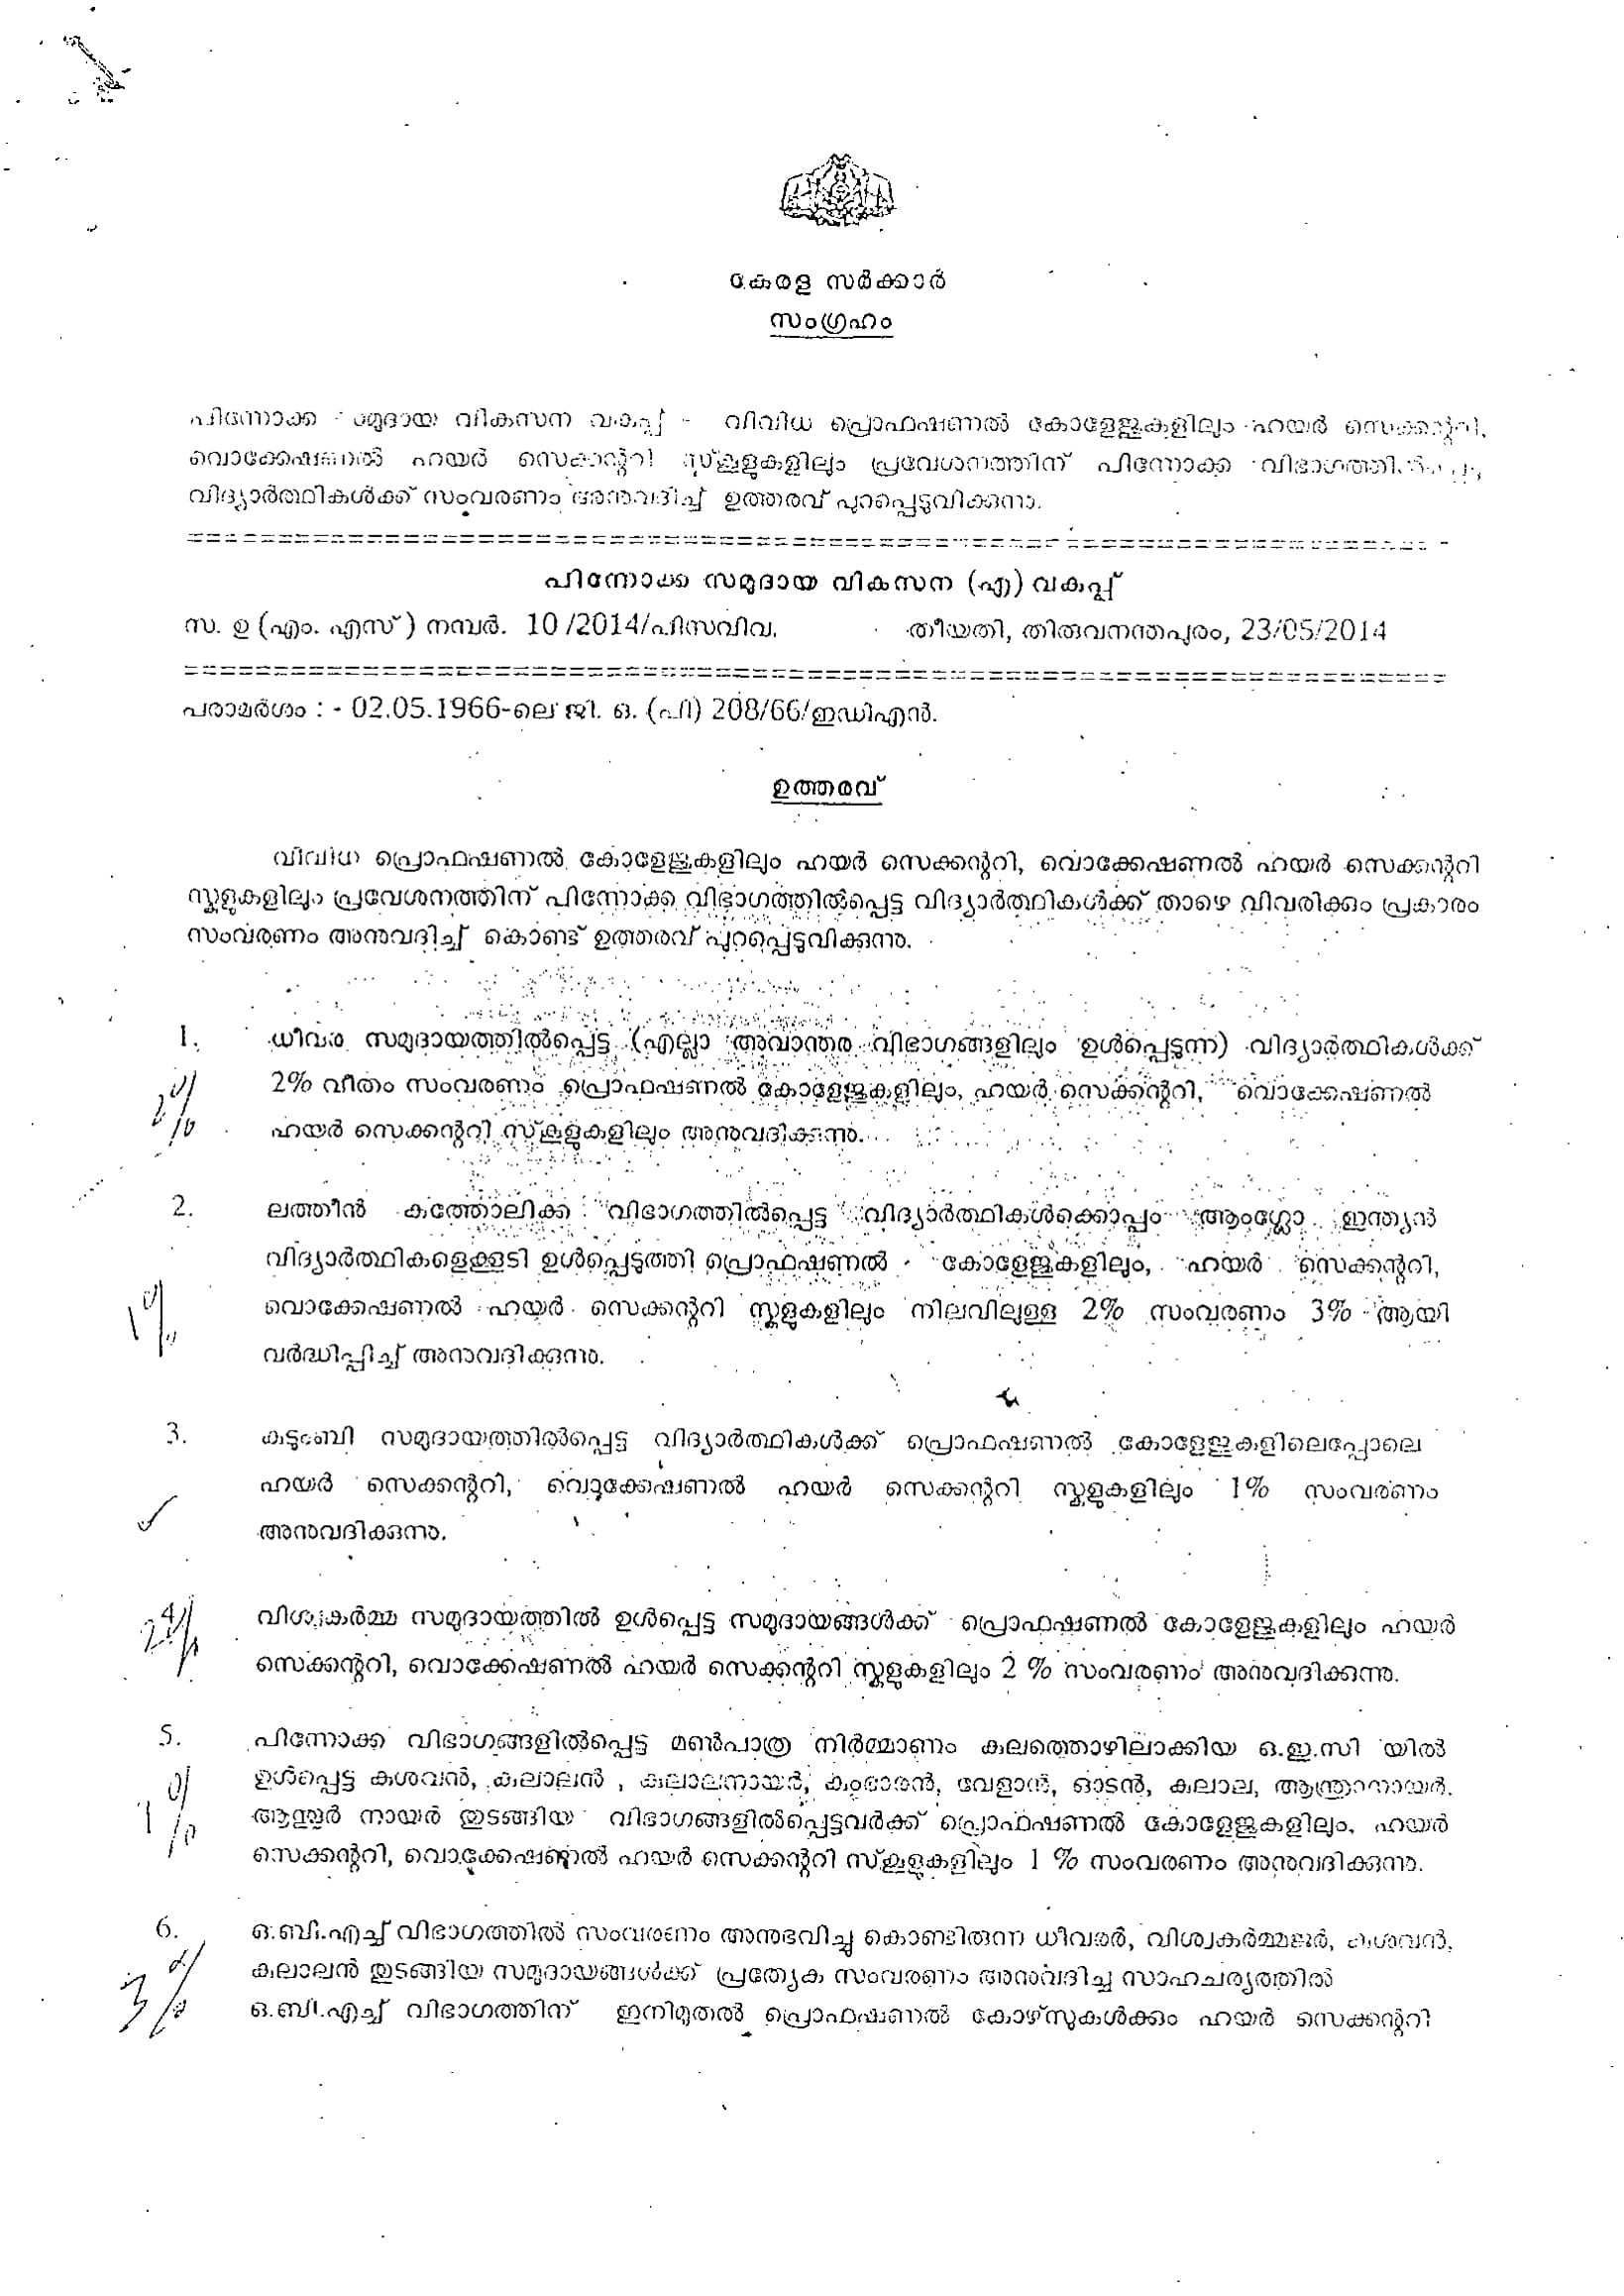 കേരള സർക്കാർ
സംഗ്രഹം
പിന്നോക്ക സമുദായ വികസന വകുപ്പ് - വിവിധ പ്രൊഫഷണൽ കോളേജുകളിലും ഹയർ സെക്കന്ററി,
വൊക്കേഷണൽ ഹയർ സെക്കന്ററി സ്കൂളുകളിലും പ്രവേശനത്തിന് പിന്നോക്ക വിഭാഗത്തിൽപ്പെട്ട
വിദ്യാർത്ഥികൾക്ക് സംവരണം അനുവദിച്ച് ഉത്തരവ് പുറപ്പെടുവിക്കുന്നു.
പിന്നോക്ക സമുദായ വികസന (എ) വകുപ്പ്
സ. ഉ (എം. എസ് ) നമ്പർ. 10 /2014/പിസവിവ. തീയതി, തിരുവനന്തപുരം, 23/05/2014
പരാമർശം : - 02.05.1966-ലെ ജി. ഒ. (പി) 208/66/ഇഡിഎൻ.
ഉത്തരവ്
വിവിധ പ്രൊഫഷണൽ കോളേജുകളിലും ഹയർ സെക്കന്ററി, വൊക്കേഷണൽ ഹയർ സെക്കന്ററി
സ്കൂളുകളിലും പ്രവേശനത്തിന് പിന്നോക്ക വിഭാഗത്തിൽപ്പെട്ട വിദ്യാർത്ഥികൾക്ക് താഴെ വിവരിക്കും പ്രകാരം
സംവരണം അനുവദിച്ച് കൊണ്ട് ഉത്തരവ് പുറപ്പെടുവിക്കുന്നു.
1. ധീവര സമുദായത്തിൽപ്പെട്ട (എല്ലാ അവാന്തര വിഭാഗങ്ങളിലും ഉൾപ്പെടുന്ന) വിദ്യാർത്ഥികൾക്ക്
2% വീതം സംവരണം പ്രൊഫഷണൽ കോളേജുകളിലും, ഹയർ സെക്കന്ററി, വൊക്കേഷണൽ
2%
ഹയർ സെക്കന്ററി സ്കൂളുകളിലും അനുവദിക്കുന്നു.
2. ലത്തീൻ കത്തോലിക്ക വിഭാഗത്തിൽപ്പെട്ട വിദ്യാർത്ഥികൾക്കൊപ്പം ആംഗ്ലോ ഇന്ത്യൻ
വിദ്യാർത്ഥികളെക്കൂടി ഉൾപ്പെടുത്തി പ്രൊഫഷണൽ കോളേജുകളിലും, ഹയർ സെക്കന്ററി,
1%
വൊക്കേഷണൽ ഹയർ സെക്കന്ററി സ്കൂളുകളിലും നിലവിലുള്ള 2% സംവരണം 3% ആയി
വർദ്ധിപ്പിച്ച് അനുവദിക്കുന്നു.
3. കുടുംബി സമുദായത്തിൽപ്പെട്ട വിദ്യാർത്ഥികൾക്ക് പ്രൊഫഷണൽ കോളേജുകളിലെപ്പോലെ
ഹയർ സെക്കന്ററി, വൊക്കേഷണൽ ഹയർ സെക്കന്ററി സ്കൂളുകളിലും 1% സംവരണം
അനുവദിക്കുന്നു.
4. വിശ്വകർമ്മ സമുദായത്തിൽ ഉൾപ്പെട്ട സമുദായങ്ങൾക്ക് പ്രൊഫഷണൽ കോളേജുകളിലും ഹയർ
സെക്കന്ററി, വൊക്കേഷണൽ ഹയർ സെക്കന്ററി സ്കൂളുകളിലും 2 % സംവരണം അനുവദിക്കുന്നു.
5. പിന്നോക്ക വിഭാഗങ്ങളിൽപ്പെട്ട മൺപാത്ര നിർമ്മാണം കുലത്തൊഴിലാക്കിയ ഒ.ഇ.സി യിൽ
ഉൾപ്പെട്ട കുശവൻ, കുലാലൻ , കുലാലനായർ, കുംഭാരൻ, വേളാൻ, ഓടൻ, കുലാല, ആന്ത്രാനായർ.
1%
ആന്തൂർ നായർ തുടങ്ങിയ വിഭാഗങ്ങളിൽപ്പെട്ടവർക്ക് പ്രൊഫഷണൽ കോളേജുകളിലും, ഹയർ
സെക്കന്ററി, വൊക്കേഷണൽ ഹയർ സെക്കന്ററി സ്കൂളുകളിലും 1 % സംവരണം അനുവദിക്കുന്നു.
6. ഒ.ബി.എച്ച് വിഭാഗത്തിൽ സംവരണം അനുഭവിച്ചു കൊണ്ടിരുന്ന ധീവരർ, വിശ്വകർമ്മജർ, കുശവൻ,
കുലാലൻ തുടങ്ങിയ സമുദായങ്ങൾക്ക് പ്രത്യേക സംവരണം അനുവദിച്ച സാഹചര്യത്തിൽ
3%
ഒ.ബി.എച്ച് വിഭാഗത്തിന് ഇനിമുതൽ പ്രൊഫഷണൽ കോഴ്സുകൾക്കും ഹയർ സെക്കന്ററി